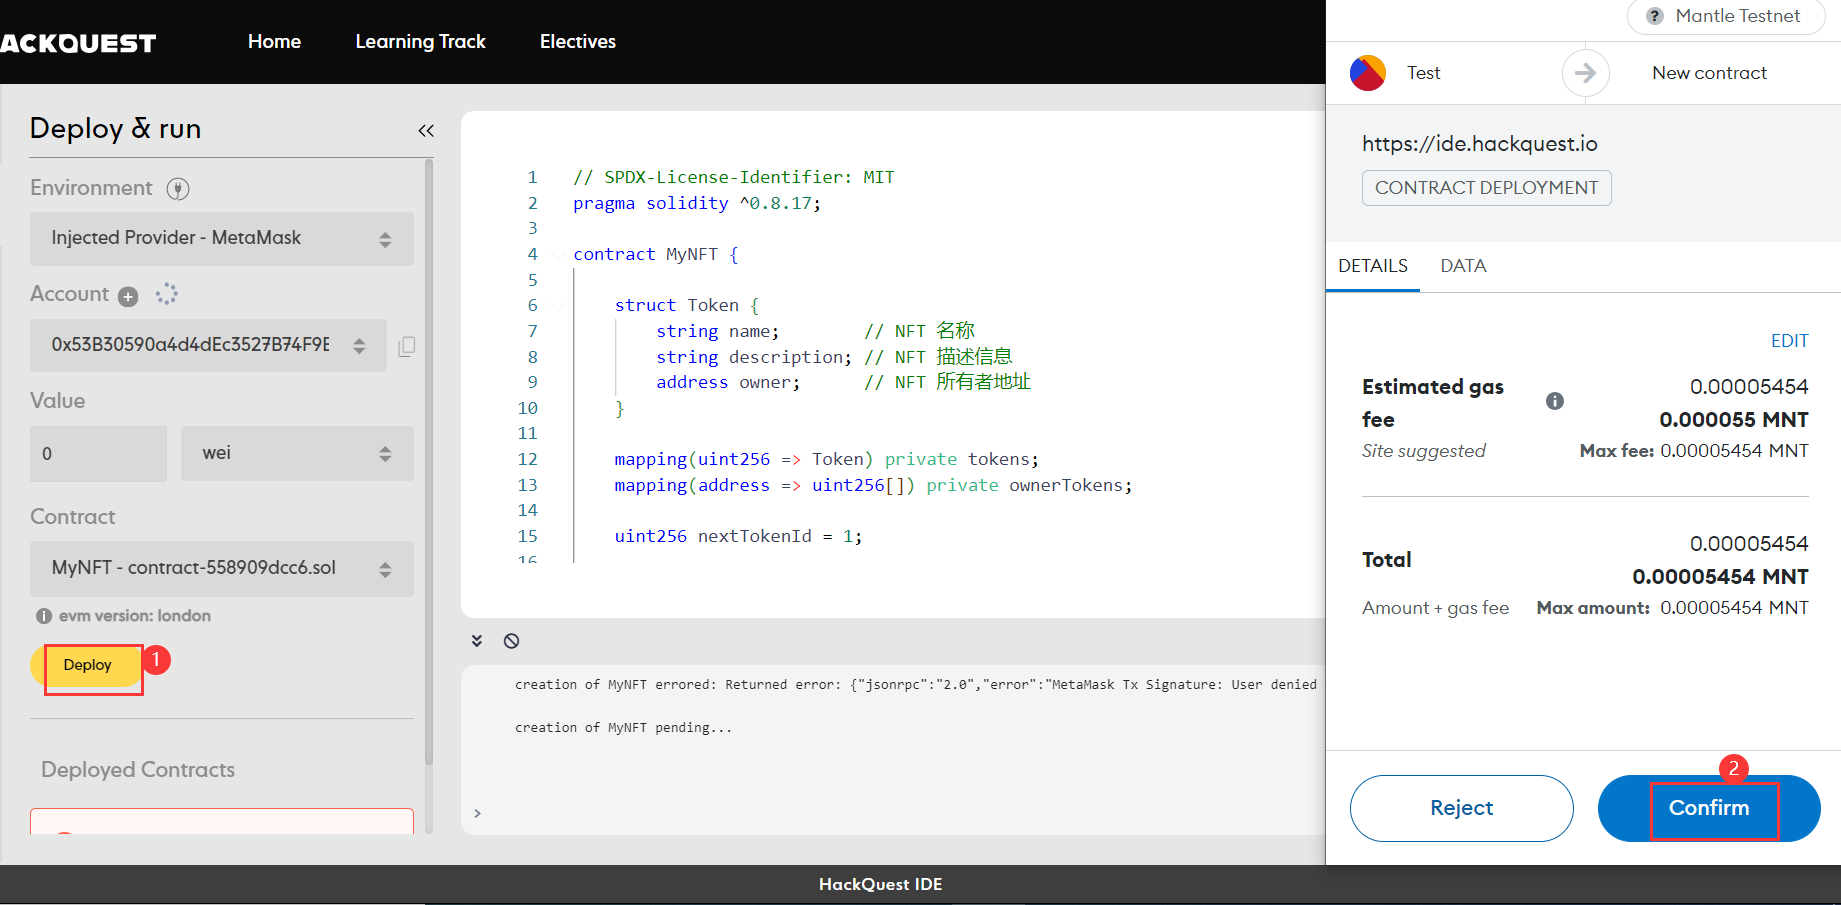 ACKQUEST
Home
Learning Track
Electives
Deploy & run
Environment
Injected Provider - MetaMask
Account
0x53B30590a4d4dEc3527B74F9E
Value
0
wei
Contract
MyNFT - contract-558909dcc6.sol
evm version: london
Deploy
1
Deployed Contracts
1 // SPDX-License-Identifier: MIT
2 pragma solidity ^0.8.17;
3
4 contract MyNFT {
5
6 struct Token {
7 string name; // NFT 名称
8 string description; // NFT 描述信息
9 address owner; // NFT 所有者地址
10 }
11
12 mapping(uint256 => Token) private tokens;
13 mapping(address => uint256[]) private ownerTokens;
14
15 uint256 nextTokenId = 1;
16
creation of MyNFT errored: Returned error: {"jsonrpc":"2.0","error":"MetaMask Tx Signature: User denied
creation of MyNFT pending...
>
HackQuest IDE
? Mantle Testnet
Test
New contract
https://ide.hackquest.io
CONTRACT DEPLOYMENT
DETAILS
DATA
EDIT
Estimated gas fee
0.00005454
0.000055 MNT
Site suggested
Max fee: 0.00005454 MNT
Total
0.00005454
0.00005454 MNT
Amount + gas fee
Max amount: 0.00005454 MNT
2
Reject
Confirm